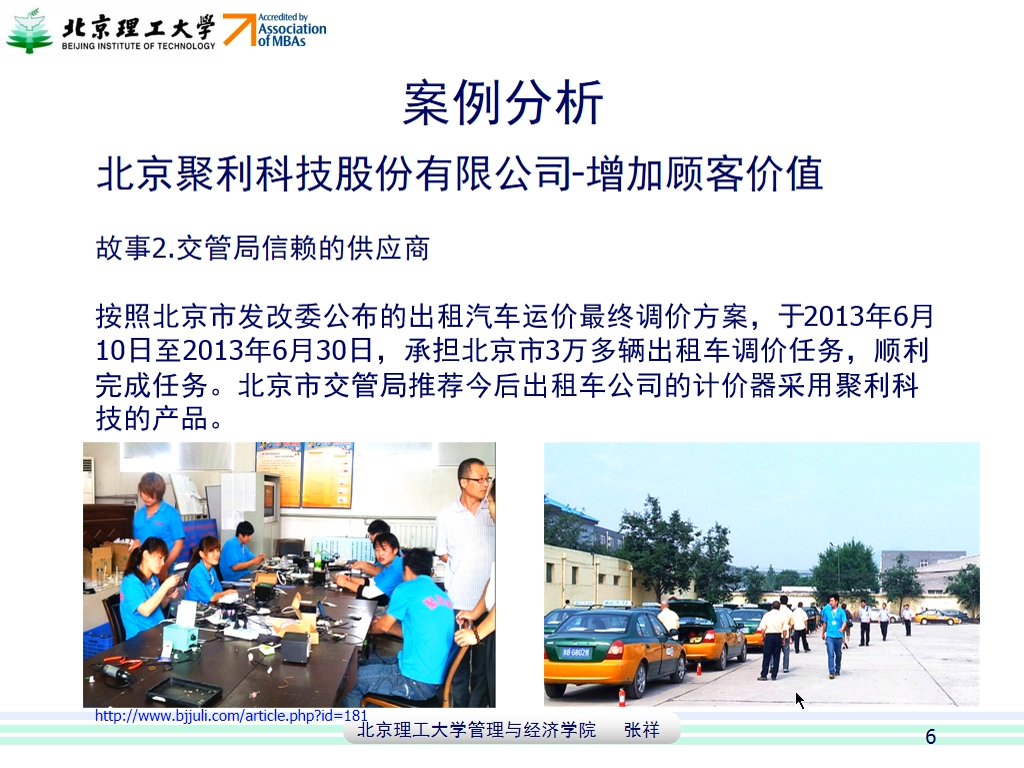 北京理工大学
BEIJING INSTITUTE OF TECHNOLOGY
Accredited by
Association
of MBAs
案例分析
北京聚利科技股份有限公司-增加顾客价值
故事2.交管局信赖的供应商
按照北京市发改委公布的出租汽车运价最终调价方案，于2013年6月
10日至2013年6月30日，承担北京市3万多辆出租车调价任务，顺利
完成任务。北京市交管局推荐今后出租车公司的计价器采用聚利科
技的产品。
http://www.bjjuli.com/article.php?id=181
北京理工大学管理与经济学院 张祥
6